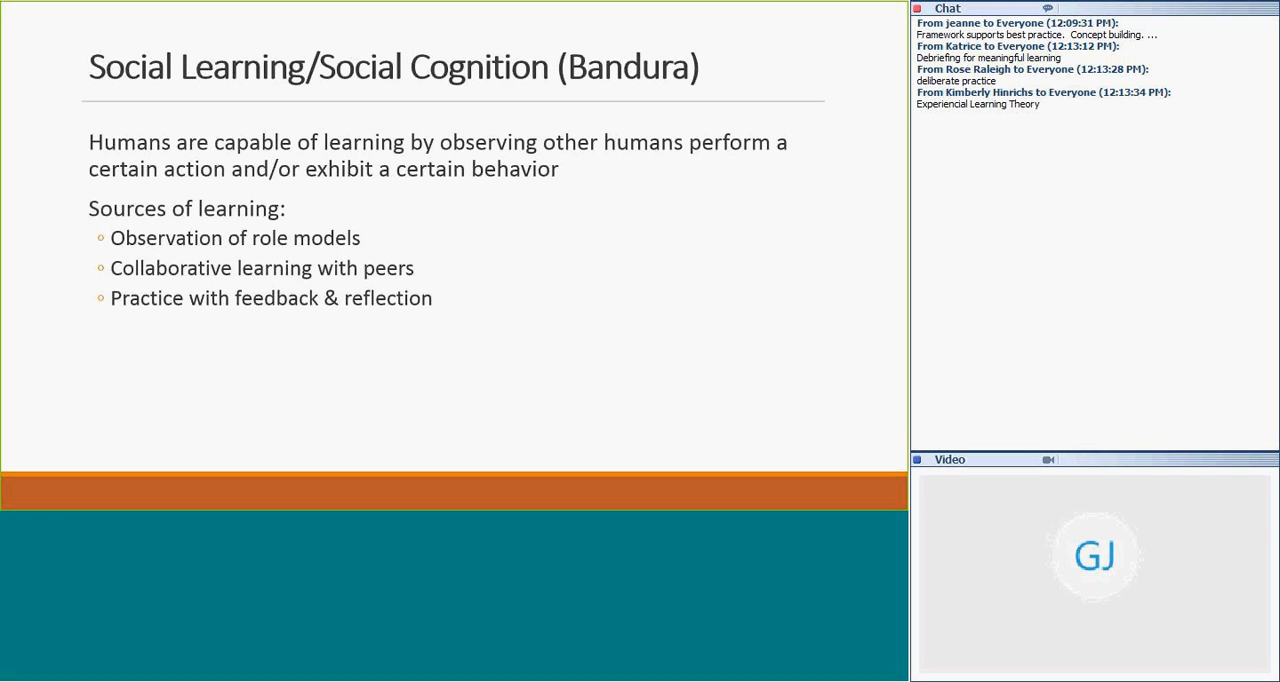 Social Learning/Social Cognition (Bandura)
Humans are capable of learning by observing other humans perform a
certain action and/or exhibit a certain behavior
Sources of learning:
◦ Observation of role models
◦ Collaborative learning with peers
◦ Practice with feedback & reflection
Chat
From jeanne to Everyone (12:09:31 PM):
Framework supports best practice.  Concept building. ...
From Katrice to Everyone (12:13:12 PM):
Debriefing for meaningful learning
From Rose Raleigh to Everyone (12:13:28 PM):
deliberate practice
From Kimberly Hinrichs to Everyone (12:13:34 PM):
Experiencial Learning Theory
Video
GJ